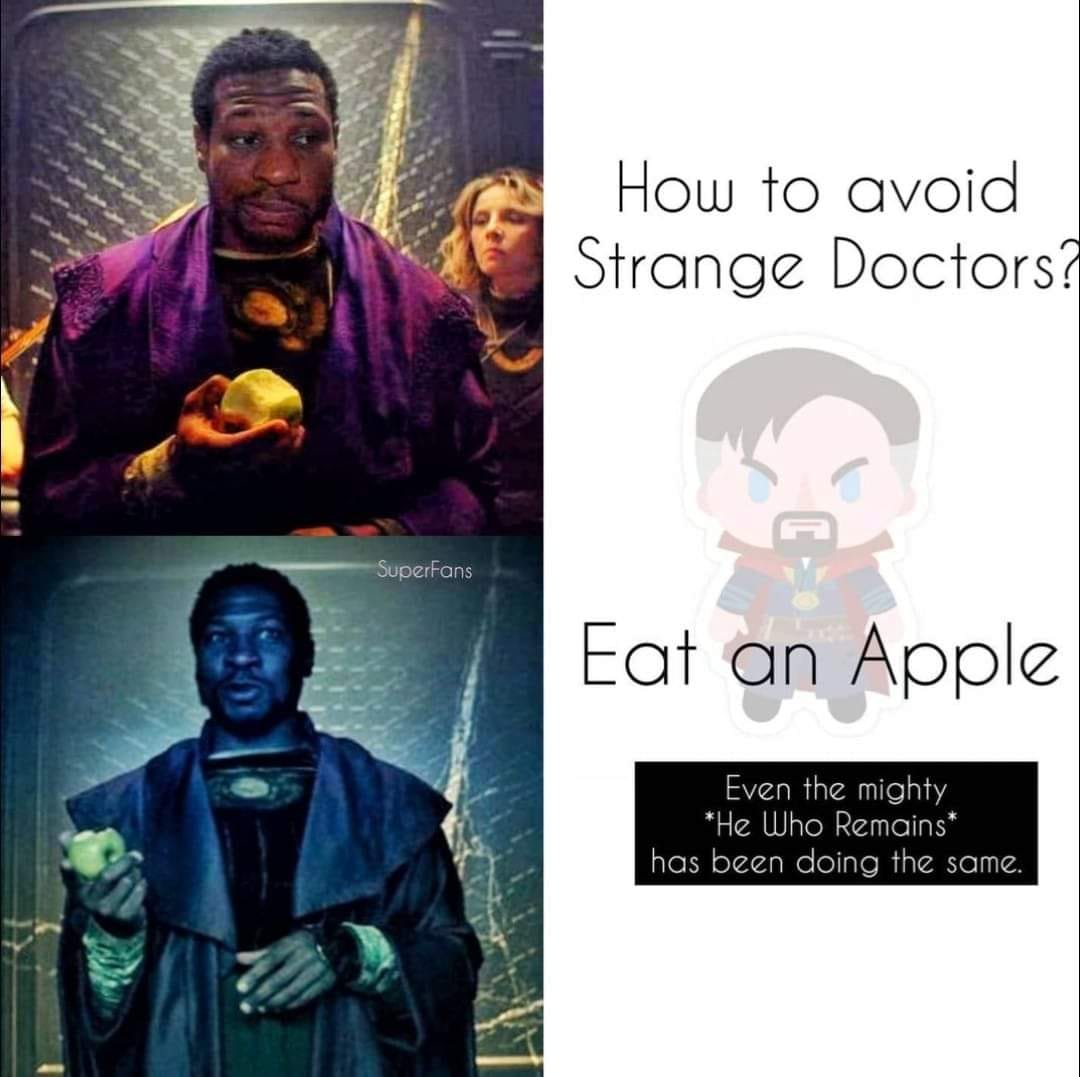 How to avoid
Strange Doctors?
SuperFans
Eat an Apple
Even the mighty
*He Who Remains*
has been doing the same.